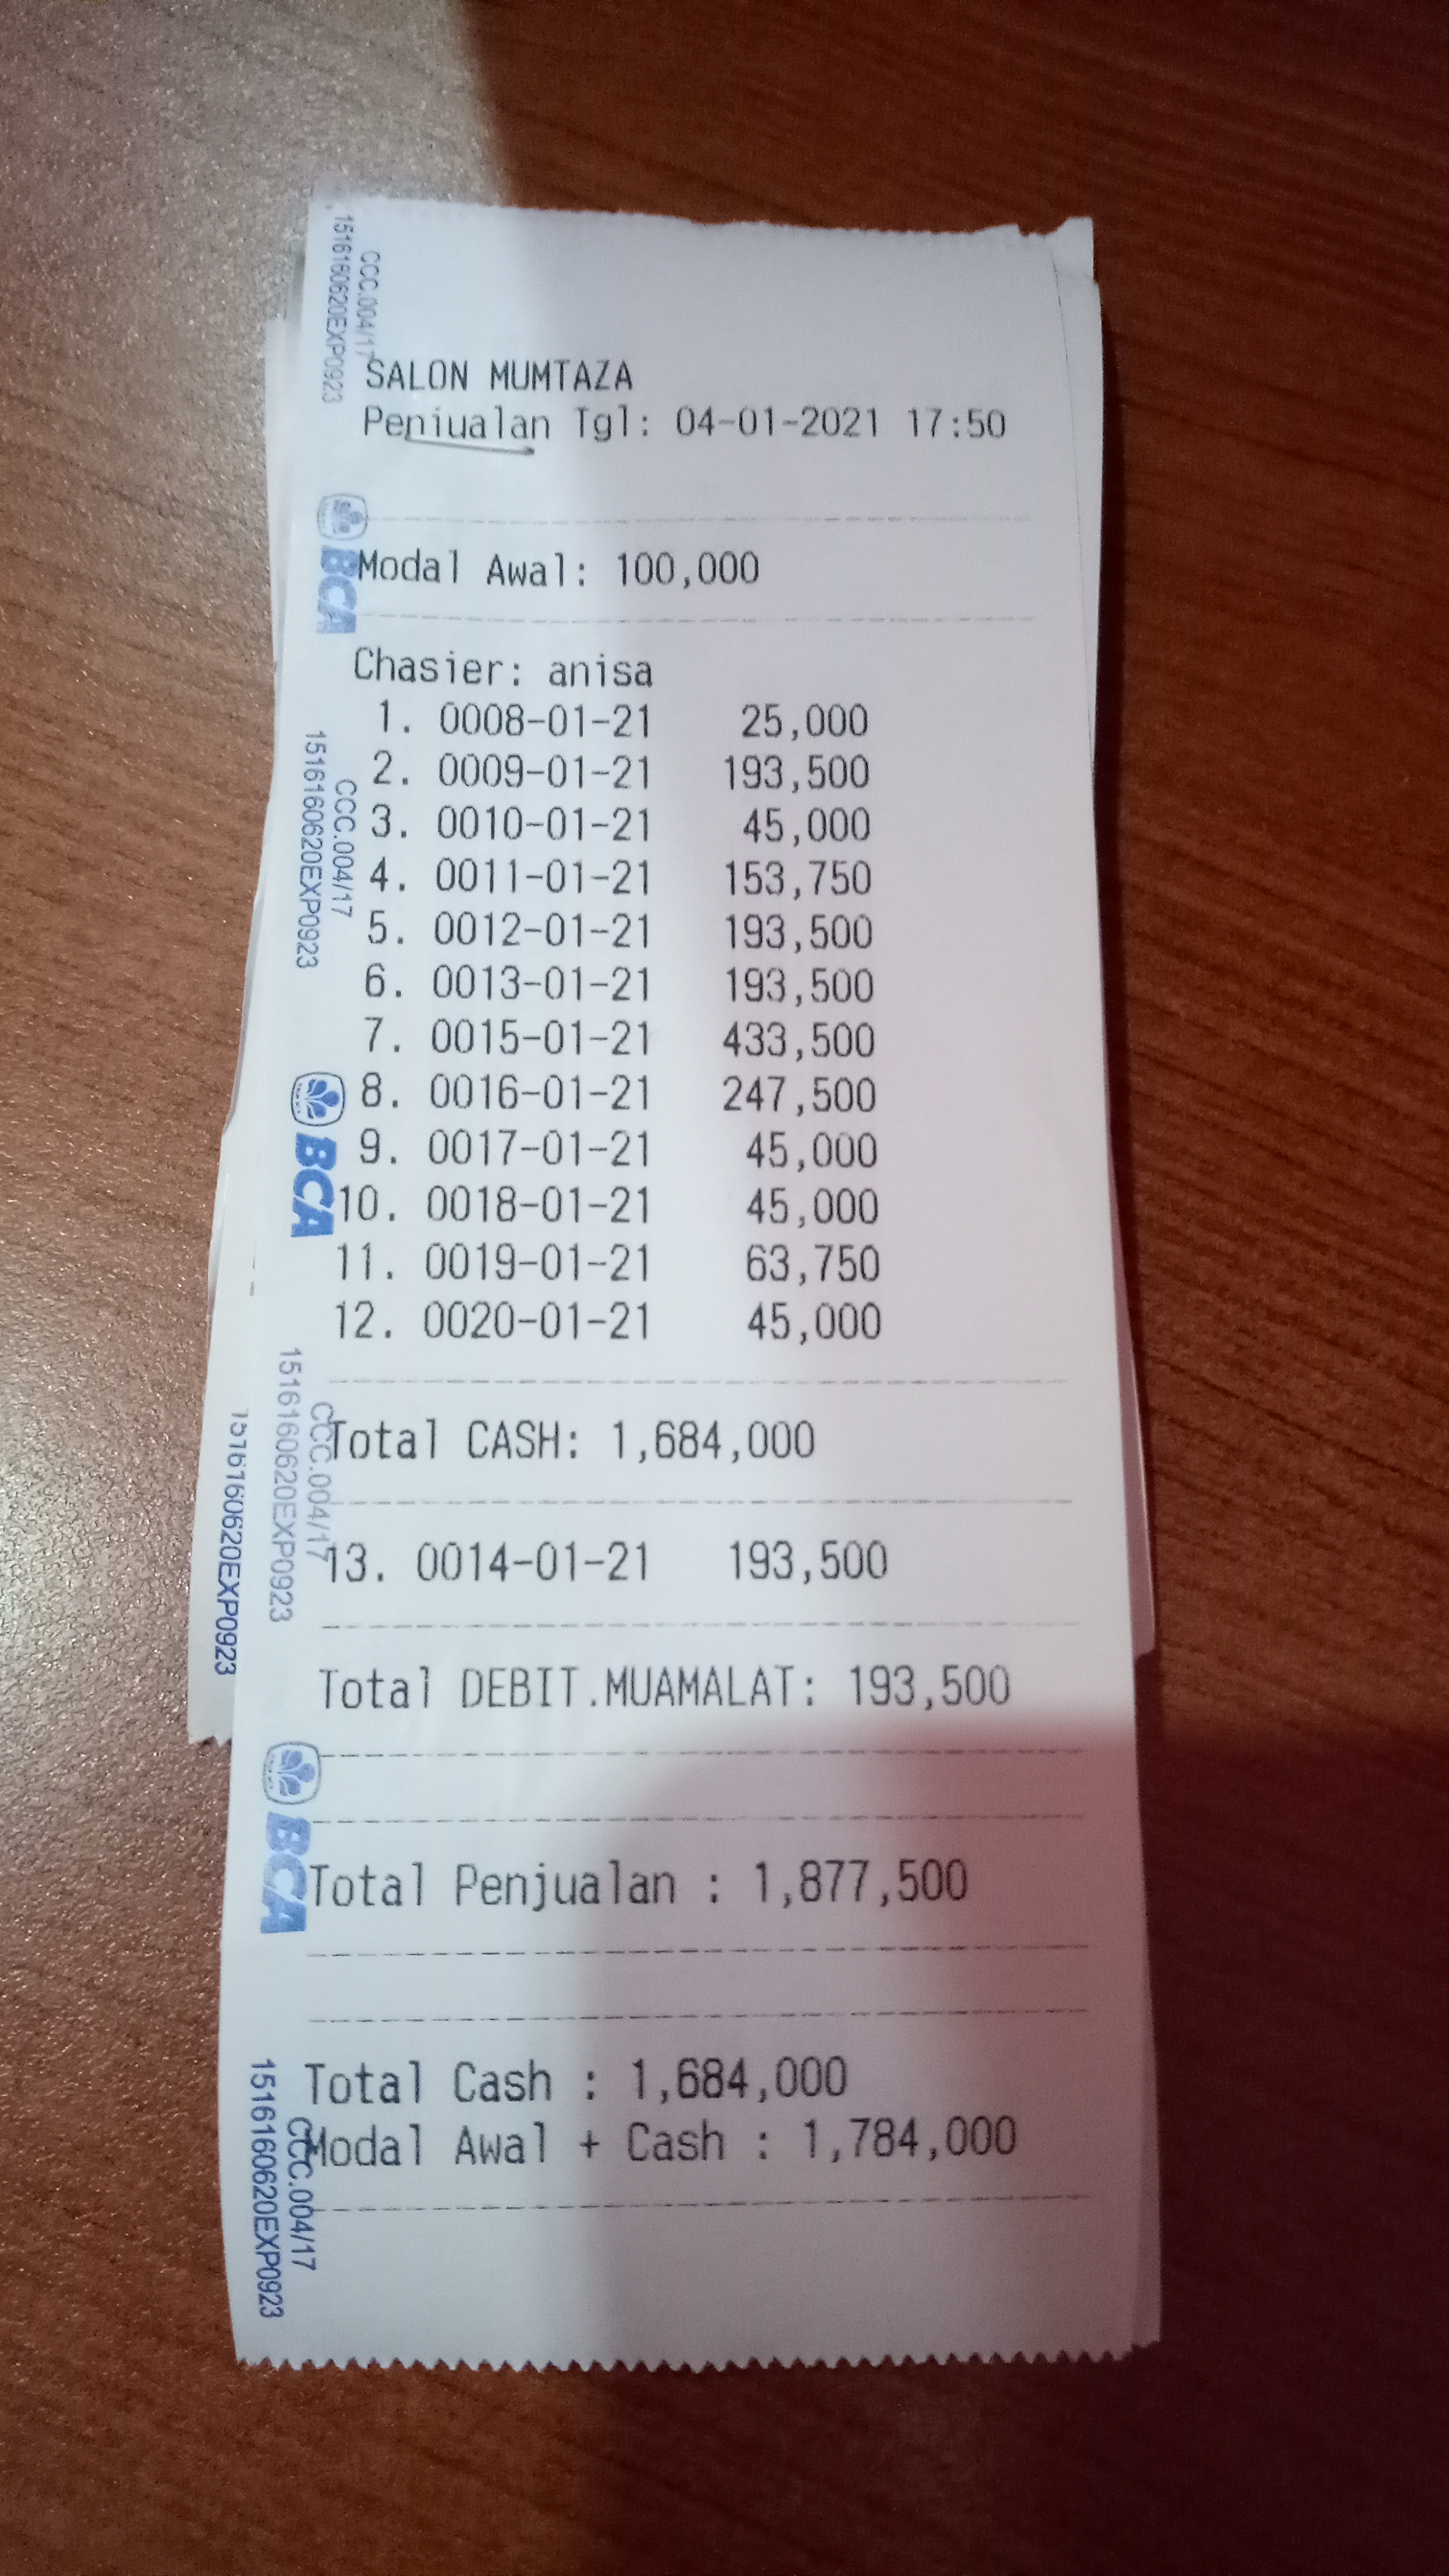 SALON MUMTAZA
Penjualan Tgl: 04-01-2021 17:50
Modal Awal: 100,000
Chasier: anisa
1. 0008-01-21 25,000
2. 0009-01-21 193,500
3. 0010-01-21 45,000
4. 0011-01-21 153,750
5. 0012-01-21 193,500
6. 0013-01-21 193,500
7. 0015-01-21 433,500
8. 0016-01-21 247,500
9. 0017-01-21 45,000
10. 0018-01-21 45,000
11. 0019-01-21 63,750
12. 0020-01-21 45,000
Total CASH: 1,684,000
13. 0014-01-21 193,500
Total DEBIT.MUAMALAT: 193,500
Total Penjualan : 1,877,500
Total Cash : 1,684,000
Modal Awal + Cash : 1,784,000
CCC.004/17
151616062​0EXP0923
BCA
CCC.004/17
1516160620EXP0923
BCA
CCC.004/17
1516160620EXP0923
BCA
CCC.004/17
1516160620EXP0923
1516160620EXP0923